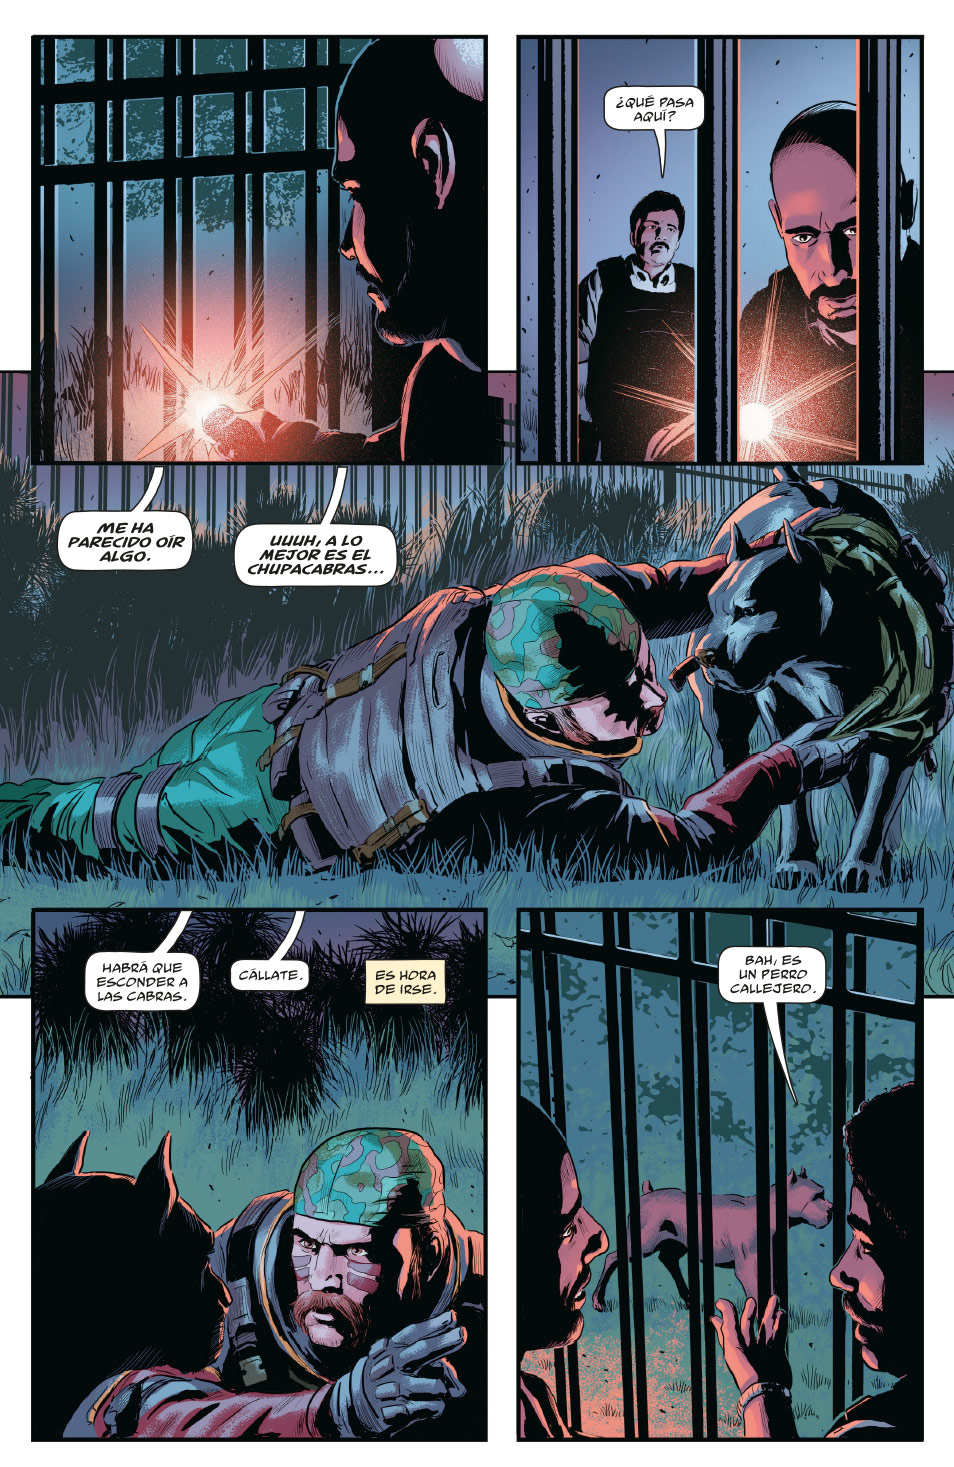 ¿QUÉ PASA
AQUÍ?
ME HA
PARECIDO OÍR
ALGO.
UUUH, A LO
MEJOR ES EL
CHUPACABRAS...
HABRÁ QUE
ESCONDER A
LAS CABRAS.
CÁLLATE.
ES HORA
DE IRSE.
BAH, ES
UN PERRO
CALLEJERO.